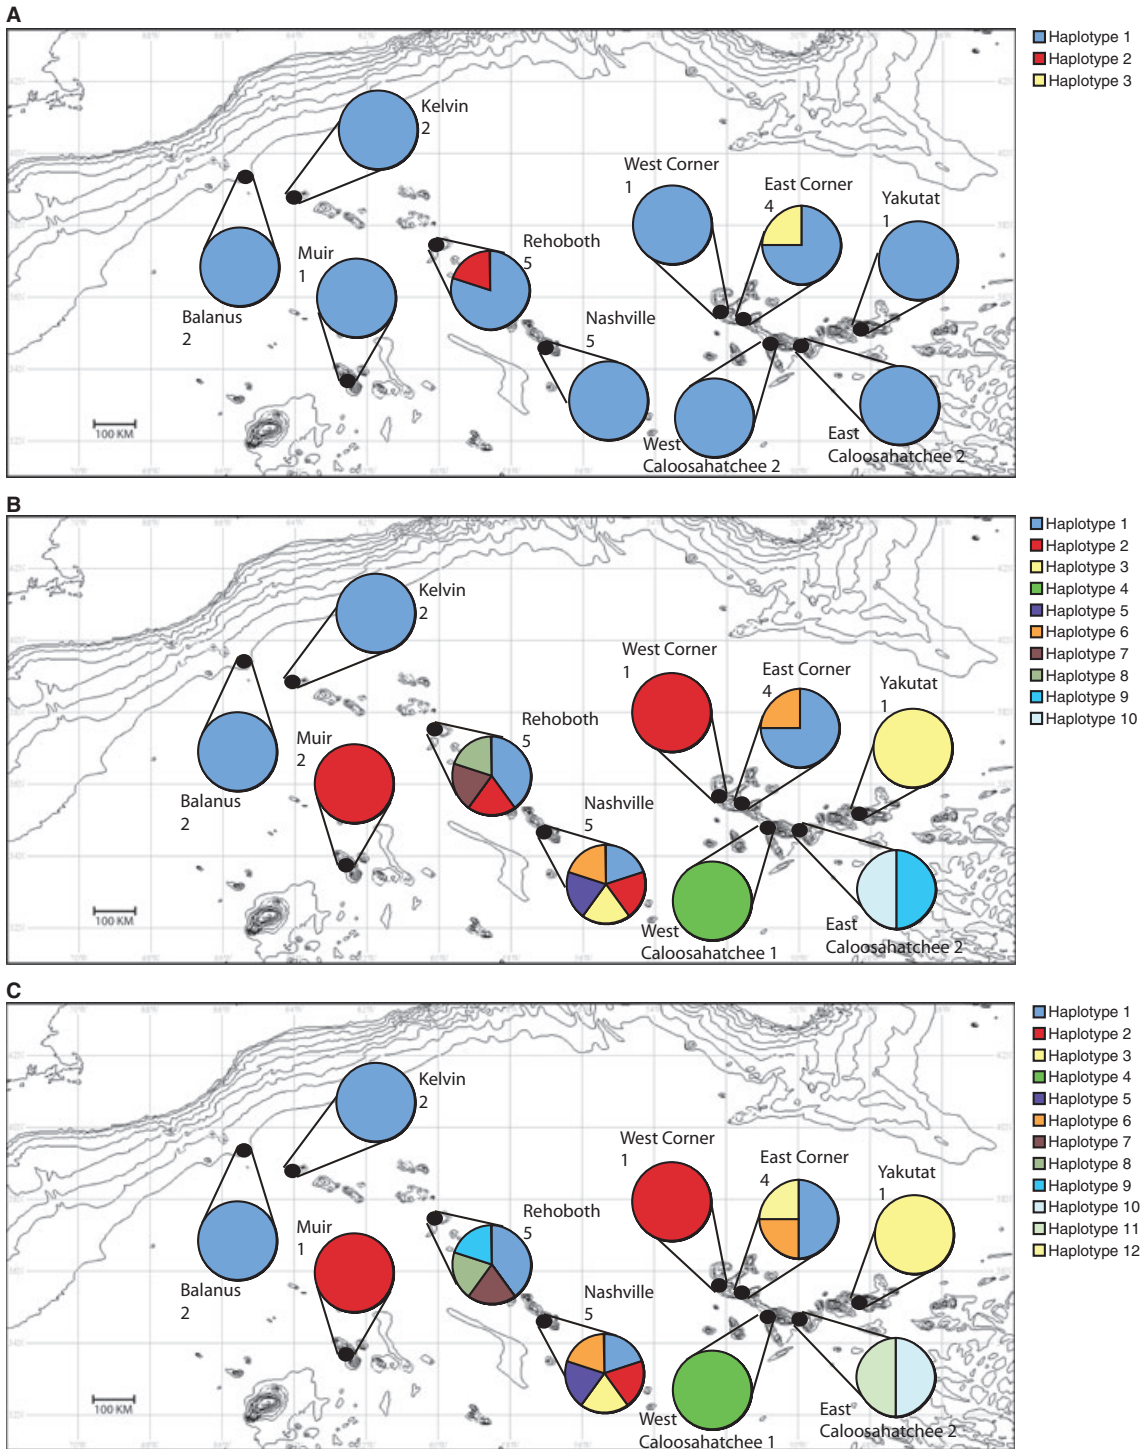 A
Haplotype 1
Haplotype 2
Haplotype 3
Kelvin
2
West Corner
1
East Corner
4
Yakutat
1
Muir
1
Rehoboth
5
Balanus
2
Nashville
5
100 KM
West
Caloosahatchee 2
East
Caloosahatchee 2
B
Haplotype 1
Haplotype 2
Haplotype 3
Haplotype 4
Haplotype 5
Haplotype 6
Haplotype 7
Haplotype 8
Haplotype 9
Haplotype 10
Kelvin
2
West Corner
1
East Corner
4
Yakutat
1
Muir
2
Rehoboth
5
Balanus
2
Nashville
5
100 KM
West
Caloosahatchee 1
East
Caloosahatchee 2
C
Haplotype 1
Haplotype 2
Haplotype 3
Haplotype 4
Haplotype 5
Haplotype 6
Haplotype 7
Haplotype 8
Haplotype 9
Haplotype 10
Haplotype 11
Haplotype 12
Kelvin
2
West Corner
1
East Corner
4
Yakutat
1
Muir
1
Rehoboth
5
Balanus
2
Nashville
5
100 KM
West
Caloosahatchee 1
East
Caloosahatchee 2